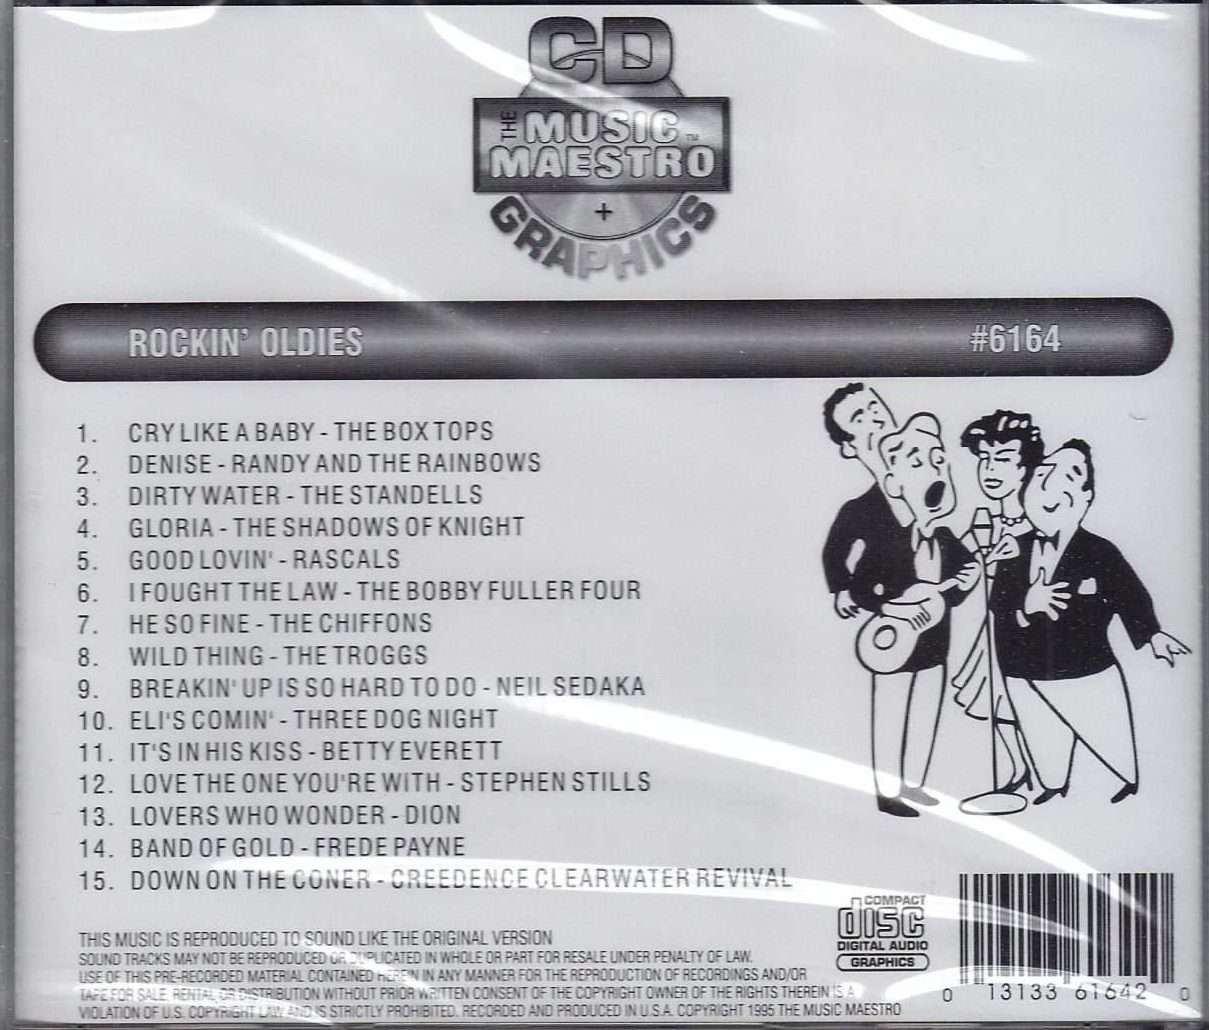 CD
THE MUSIC TM
MAESTRO
+
GRAPHICS
ROCKIN' OLDIES #6164
1. CRY LIKE A BABY - THE BOX TOPS
2. DENISE - RANDY AND THE RAINBOWS
3. DIRTY WATER - THE STANDELLS
4. GLORIA - THE SHADOWS OF KNIGHT
5. GOOD LOVIN' - RASCALS
6. I FOUGHT THE LAW - THE BOBBY FULLER FOUR
7. HE SO FINE - THE CHIFFONS
8. WILD THING - THE TROGGS
9. BREAKIN' UP IS SO HARD TO DO - NEIL SEDAKA
10. ELI'S COMIN' - THREE DOG NIGHT
11. IT'S IN HIS KISS - BETTY EVERETT
12. LOVE THE ONE YOU'RE WITH - STEPHEN STILLS
13. LOVERS WHO WONDER - DION
14. BAND OF GOLD - FREDE PAYNE
15. DOWN ON THE CONER - CREEDENCE CLEARWATER REVIVAL
THIS MUSIC IS REPRODUCED TO SOUND LIKE THE ORIGINAL VERSION
SOUND TRACKS MAY NOT BE REPRODUCED OR DUPLICATED IN WHOLE OR PART FOR RESALE UNDER PENALTY OF LAW.
USE OF THIS PRE-RECORDED MATERIAL CONTAINED HEREIN IN ANY MANNER FOR THE REPRODUCTION OF RECORDINGS AND/OR
TAPE FOR SALE, RENTAL OR DISTRIBUTION WITHOUT PRIOR WRITTEN CONSENT OF THE COPYRIGHT OWNER OF THE RIGHTS THEREIN IS A
VIOLATION OF U.S. COPYRIGHT LAW AND IS STRICTLY PROHIBITED. RECORDED AND PRODUCED IN U.S.A. COPYRIGHT 1995 THE MUSIC MAESTRO
COMPACT
disc
DIGITAL AUDIO
GRAPHICS
0 13133 61642 0